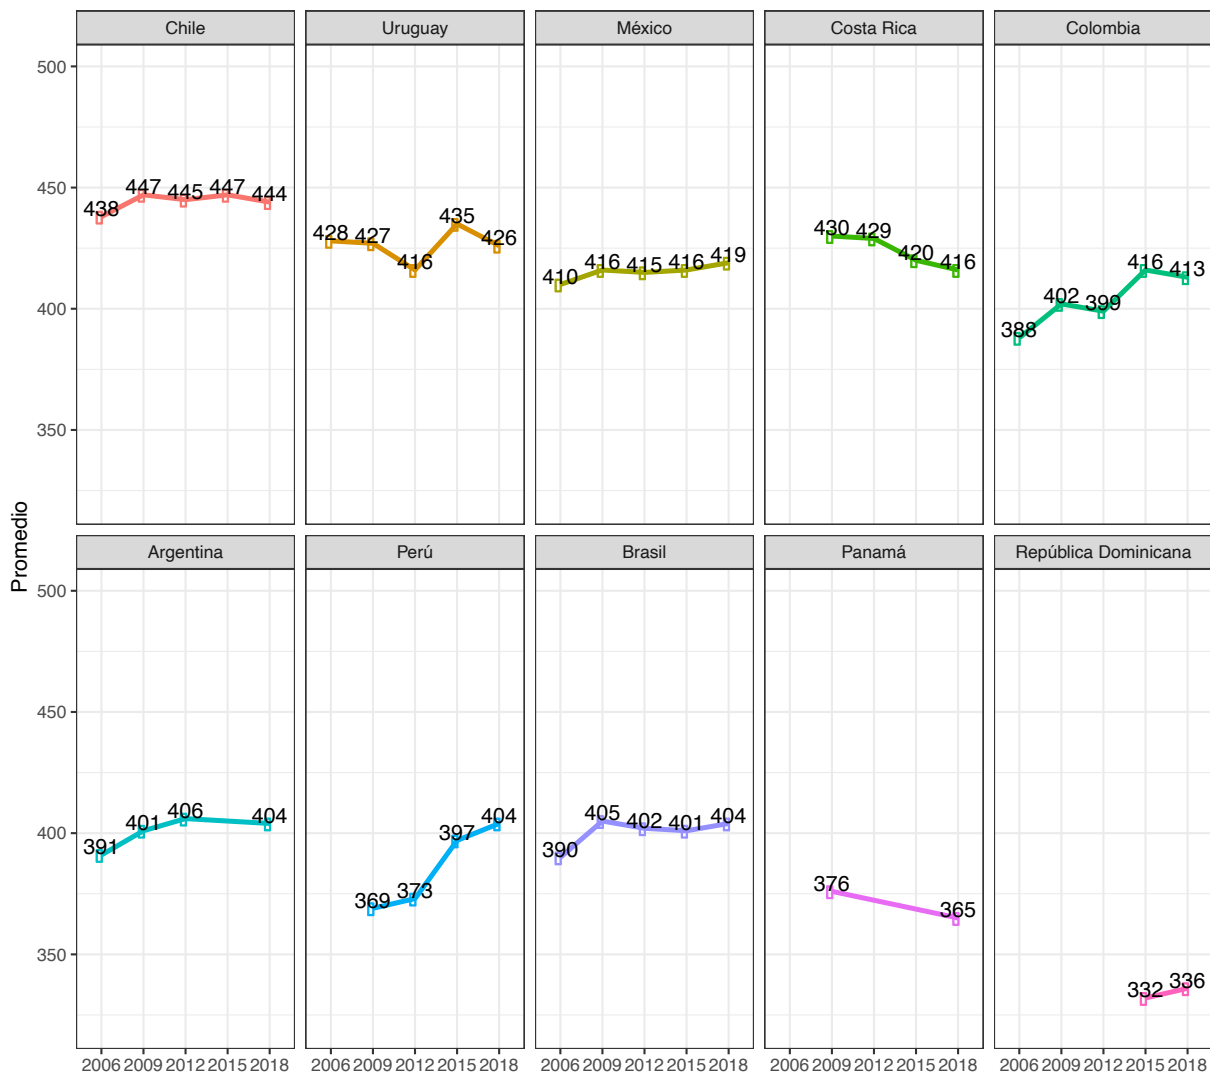 Chile Uruguay México Costa Rica Colombia
500
450
400
350
438 447 445 447 444
428 427 416 435 426
410 416 415 416 419
430 429 420 416
388 402 399 416 413
Promedio
Argentina Perú Brasil Panamá República Dominicana
500
450
400
350
391 401 406 404
369 373 397 404
390 405 402 401 404
376 365
332 336
2006 2009 2012 2015 2018 2006 2009 2012 2015 2018 2006 2009 2012 2015 2018 2006 2009 2012 2015 2018 2006 2009 2012 2015 2018